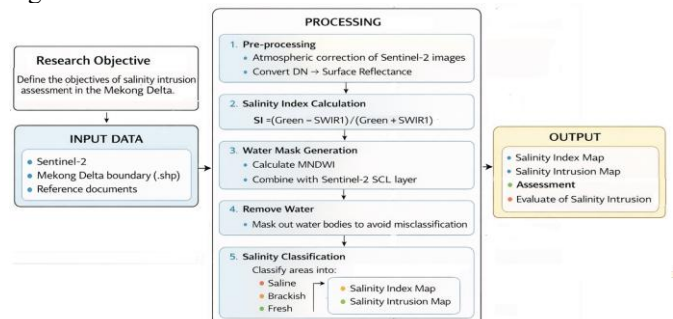 Research Objective
Define the objectives of salinity intrusion
assessment in the Mekong Delta.
INPUT DATA
Sentinel-2
Mekong Delta boundary (.shp)
Reference documents
PROCESSING
1. Pre-processing
Atmospheric correction of Sentinel-2 images
Convert DN → Surface Reflectance
2. Salinity Index Calculation
SI =(Green − SWIR1)/(Green + SWIR1)
3. Water Mask Generation
Calculate MNDWI
Combine with Sentinel-2 SCL layer
4. Remove Water
Mask out water bodies to avoid misclassification
5. Salinity Classification
Classify areas into:
Saline
Brackish
Fresh
Salinity Index Map
Salinity Intrusion Map
OUTPUT
Salinity Index Map
Salinity Intrusion Map
Assessment
Evaluate of Salinity Intrusion